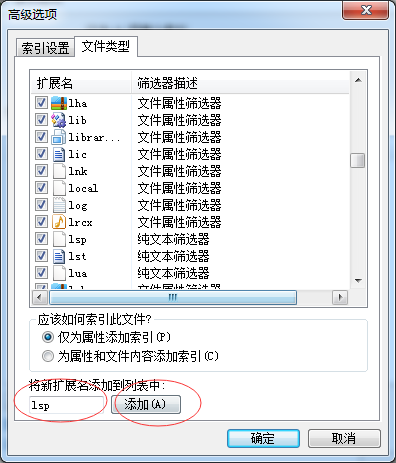 高级选项
索引设置 文件类型
扩展名 筛选器描述
lha 文件属性筛选器
lib 文件属性筛选器
librar... 文件属性筛选器
lic 文件属性筛选器
lnk 文件属性筛选器
local 文件属性筛选器
log 文件属性筛选器
lrcx 文件属性筛选器
lsp 纯文本筛选器
lst 纯文本筛选器
lua 纯文本筛选器
应该如何索引此文件?
仅为属性添加索引(P)
为属性和文件内容添加索引(C)
将新扩展名添加到列表中:
lsp 添加(A)
确定 取消